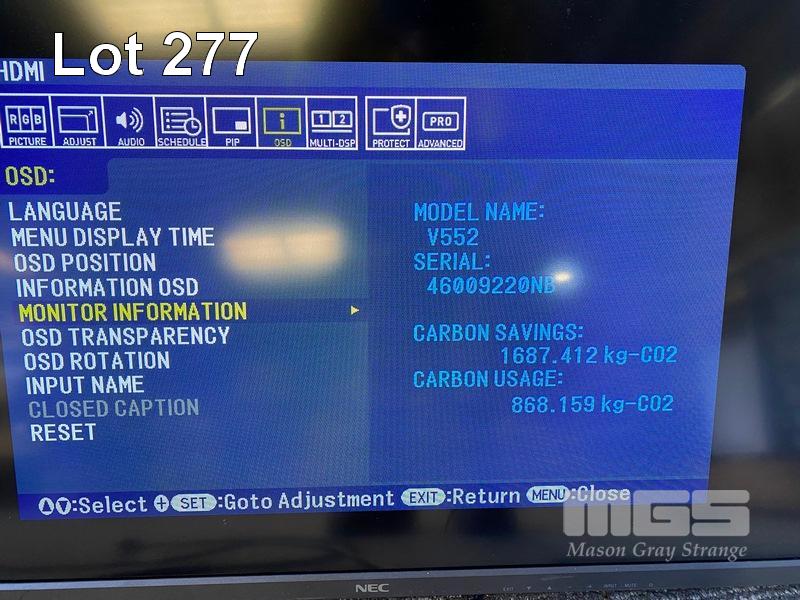 Lot 277
HDMI
RGB
1 2
PRO
PICTURE ADJUST AUDIO SCHEDULE PIP OSD MULTI-DSP PROTECT ADVANCED
OSD:
LANGUAGE
MENU DISPLAY TIME
OSD POSITION
INFORMATION OSD
MONITOR INFORMATION
OSD TRANSPARENCY
OSD ROTATION
INPUT NAME
CLOSED CAPTION
RESET
MODEL NAME:
V552
SERIAL:
46009220NB
CARBON SAVINGS:
1687.412 kg-CO2
CARBON USAGE:
868.159 kg-CO2
:Select SET:Goto Adjustment EXIT:Return MENU:Close
MGS
Mason Gray Strange
NEC
EXIT INPUT MUTE